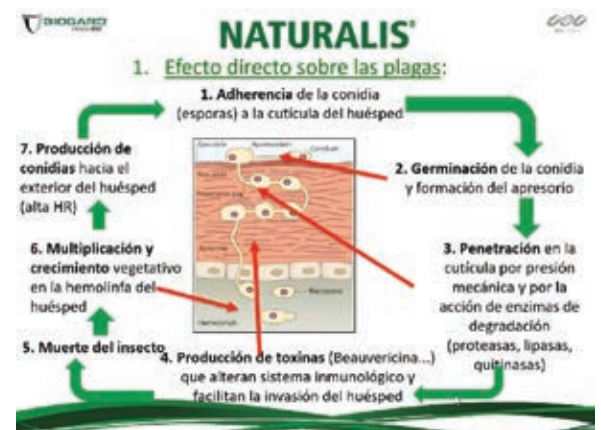 BIOGARD
NATURALIS®
1. Efecto directo sobre las plagas:
1. Adherencia de la conidia
(esporas) a la cutícula del huésped
2. Germinación de la conidia
y formación del apresorio
3. Penetración en la
cutícula por presión
mecánica y por la
acción de enzimas de
degradación
(proteasas, lipasas,
quitinasas)
4. Producción de toxinas (Beauvericina...)
que alteran sistema inmunológico y
facilitan la invasión del huésped
5. Muerte del insecto
6. Multiplicación y
crecimiento vegetativo
en la hemolinfa del
huésped
7. Producción de
conidias hacia el
exterior del huésped
(alta HR)